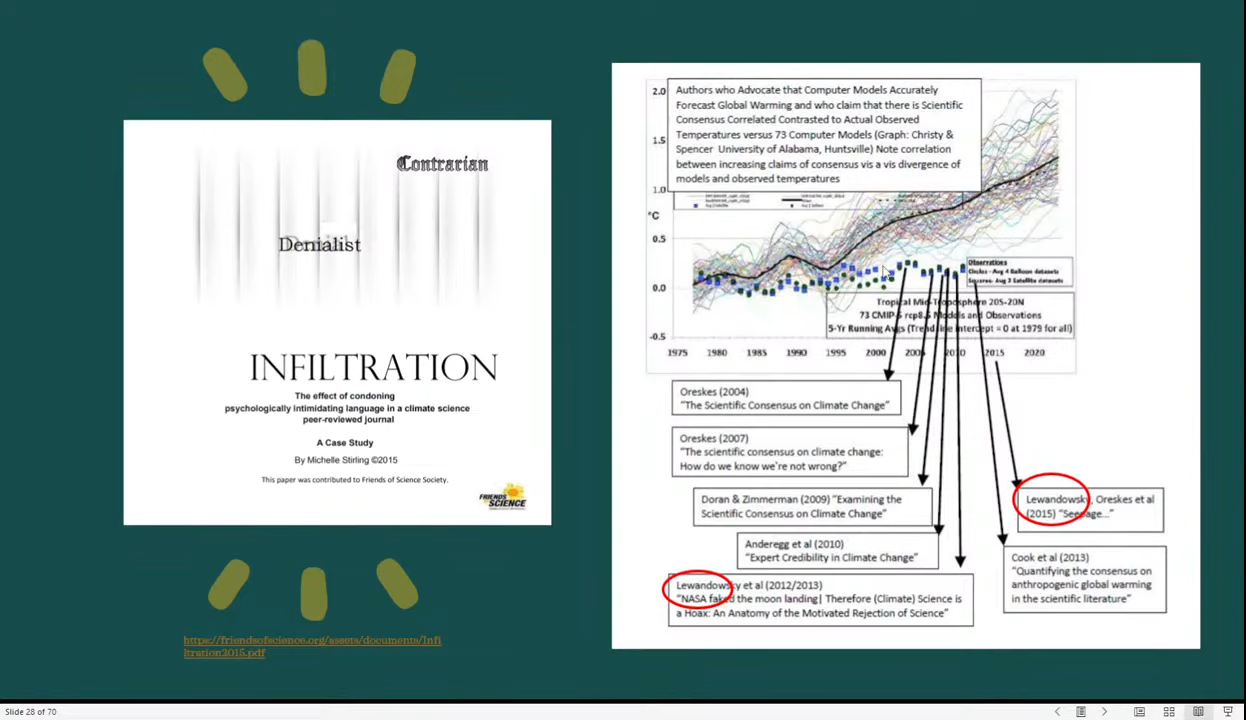 Contrarian
Denialist
INFILTRATION
The effect of condoning
psychologically intimidating language in a climate science
peer-reviewed journal
A Case Study
By Michelle Stirling ©2015
This paper was contributed to Friends of Science Society.
FRIENDS
OF SCIENCE
https://friendsofscience.org/assets/documents/Infi
ltration2015.pdf
Authors who Advocate that Computer Models Accurately
Forecast Global Warming and who claim that there is Scientific
Consensus Correlated Contrasted to Actual Observed
Temperatures versus 73 Computer Models (Graph: Christy &
Spencer University of Alabama, Huntsville) Note correlation
between increasing claims of consensus vis a vis divergence of
models and observed temperatures
2.0
1.5
1.0
°C
0.5
0.0
-0.5
Observations
Circles - Avg 4 Balloon datasets
Squares - Avg 2 Satellite datasets
Tropical Mid-Troposphere 20S-20N
73 CMIP-5 rcp8.5 Models and Observations
5-Yr Running Avgs (Trend line intercept = 0 at 1979 for all)
1975 1980 1985 1990 1995 2000 2005 2010 2015 2020
Oreskes (2004)
"The Scientific Consensus on Climate Change"
Oreskes (2007)
"The scientific consensus on climate change:
How do we know we're not wrong?"
Doran & Zimmerman (2009) "Examining the
Scientific Consensus on Climate Change"
Anderegg et al (2010)
"Expert Credibility in Climate Change"
Lewandowsky et al (2012/2013)
"NASA faked the moon landing| Therefore (Climate) Science is
a Hoax: An Anatomy of the Motivated Rejection of Science"
Lewandowsky, Oreskes et al
(2015) "Seepage..."
Cook et al (2013)
"Quantifying the consensus on
anthropogenic global warming
in the scientific literature"
Slide 28 of 70